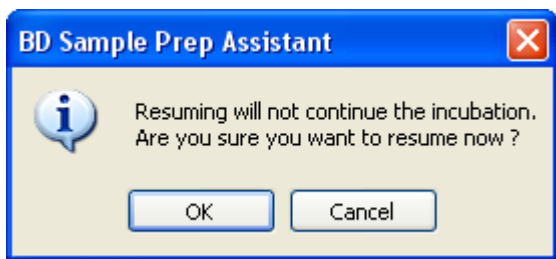 BD Sample Prep Assistant
Resuming will not continue the incubation.
Are you sure you want to resume now ?
OK
Cancel